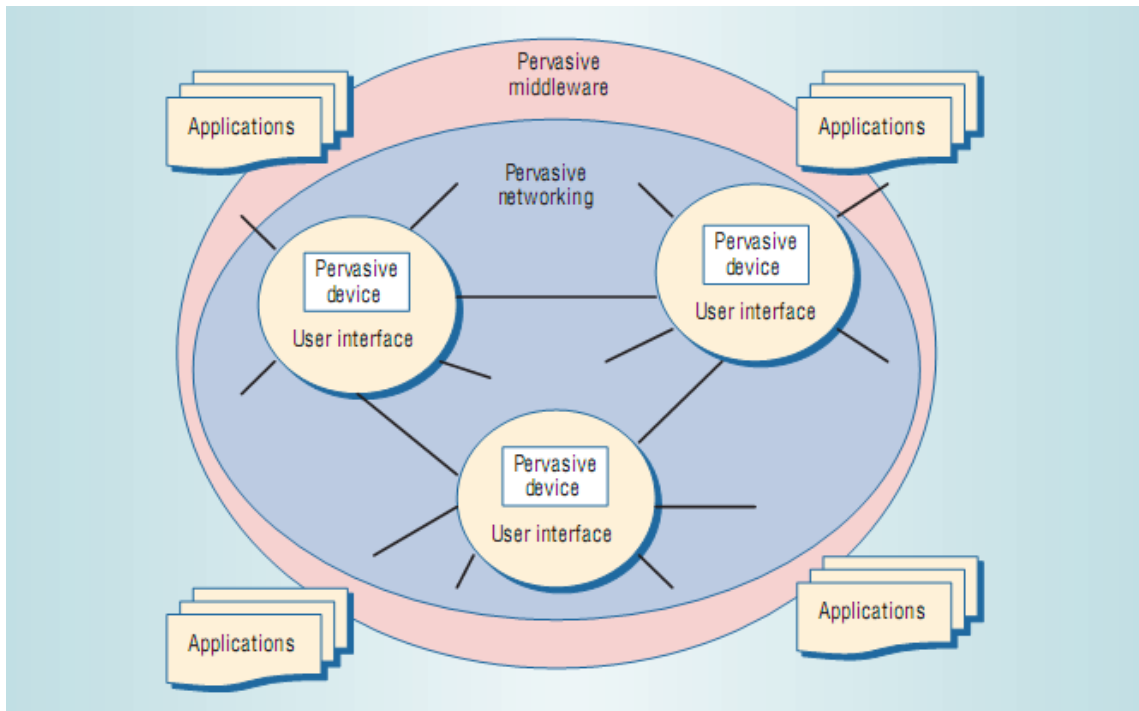 Pervasive
middleware
Applications
Applications
Pervasive
networking
Pervasive
device
User interface
Pervasive
device
User interface
Pervasive
device
User interface
Applications
Applications